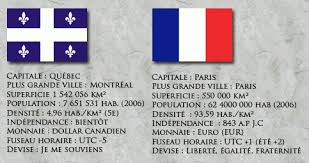 Capitale : Québec
Plus grande ville : Montréal
Superficie 1 542 056 km²
Population : 7 651 531 hab. (2006)
Densité : 4,96 hab./km² (5e)
Indépendance : bientôt
Monnaie : dollar canadien
Fuseau horaire : UTC -5
Devise : Je me souviens
Capitale : Paris
Plus grande ville : Paris
Superficie : 550 000 km²
Population : 62 4000 000 hab (2006)
Densité : 93,59 hab./km²
Indépendance : 843 a.p J.C
Monnaie : Euro (EUR)
Fuseau horaire : UTC +1 (été +2)
Devise : Liberté, égalité, fraternité